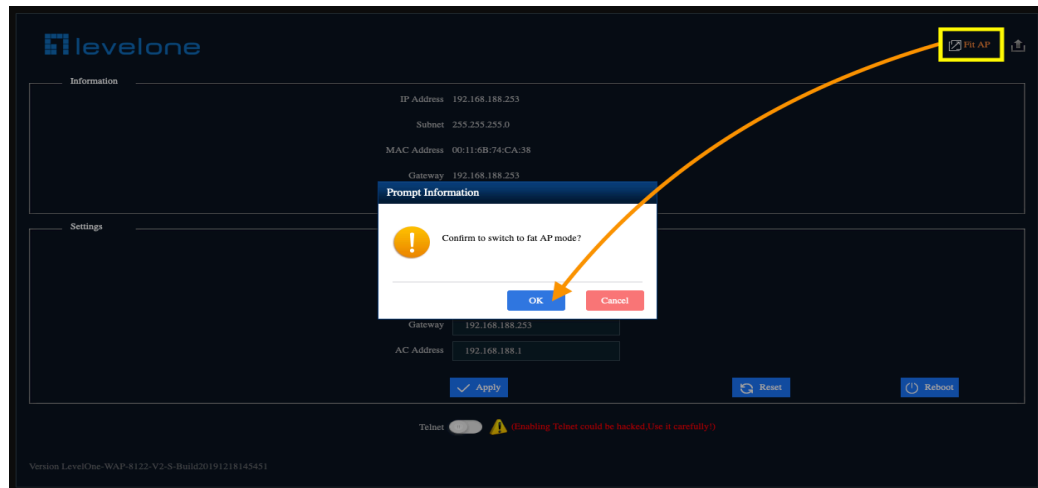 levelone
Fit AP
Information
IP Address 192.168.188.253
Subnet 255.255.255.0
MAC Address 00:11:6B:74:CA:38
Gateway 192.168.188.253
Prompt Information
Confirm to switch to fat AP mode?
OK Cancel
Settings
Gateway 192.168.188.253
AC Address 192.168.188.1
Apply Reset Reboot
Telnet (Enabling Telnet could be hacked,Use it carefully!)
Version LevelOne-WAP-8122-V2-S-Build20191218145451